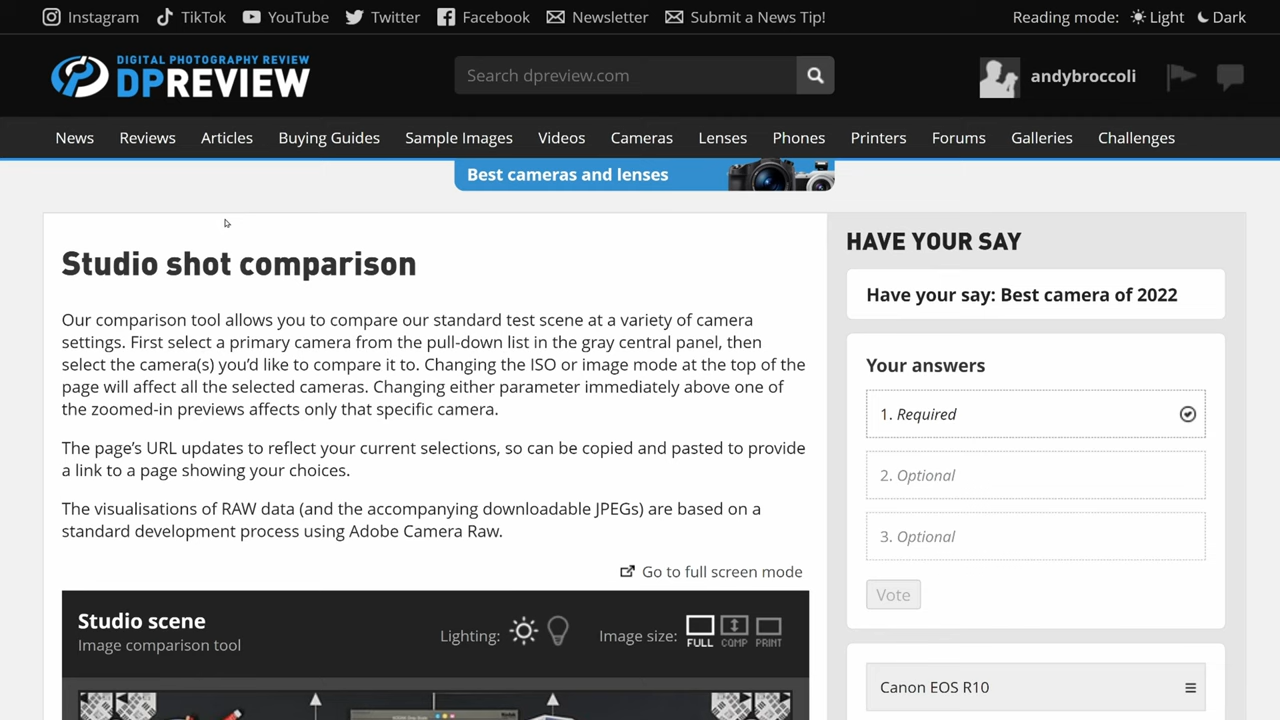 Instagram TikTok YouTube Twitter Facebook Newsletter Submit a News Tip! Reading mode: Light Dark
DIGITAL PHOTOGRAPHY REVIEW
DPREVIEW
Search dpreview.com
andybroccoli
News Reviews Articles Buying Guides Sample Images Videos Cameras Lenses Phones Printers Forums Galleries Challenges
Best cameras and lenses
Studio shot comparison
Our comparison tool allows you to compare our standard test scene at a variety of camera
settings. First select a primary camera from the pull-down list in the gray central panel, then
select the camera(s) you’d like to compare it to. Changing the ISO or image mode at the top of the
page will affect all the selected cameras. Changing either parameter immediately above one of
the zoomed-in previews affects only that specific camera.
The page’s URL updates to reflect your current selections, so can be copied and pasted to provide
a link to a page showing your choices.
The visualisations of RAW data (and the accompanying downloadable JPEGs) are based on a
standard development process using Adobe Camera Raw.
Go to full screen mode
Studio scene
Image comparison tool
Lighting:
Image size:
FULL COMP PRINT
HAVE YOUR SAY
Have your say: Best camera of 2022
Your answers
1. Required
2. Optional
3. Optional
Vote
Canon EOS R10